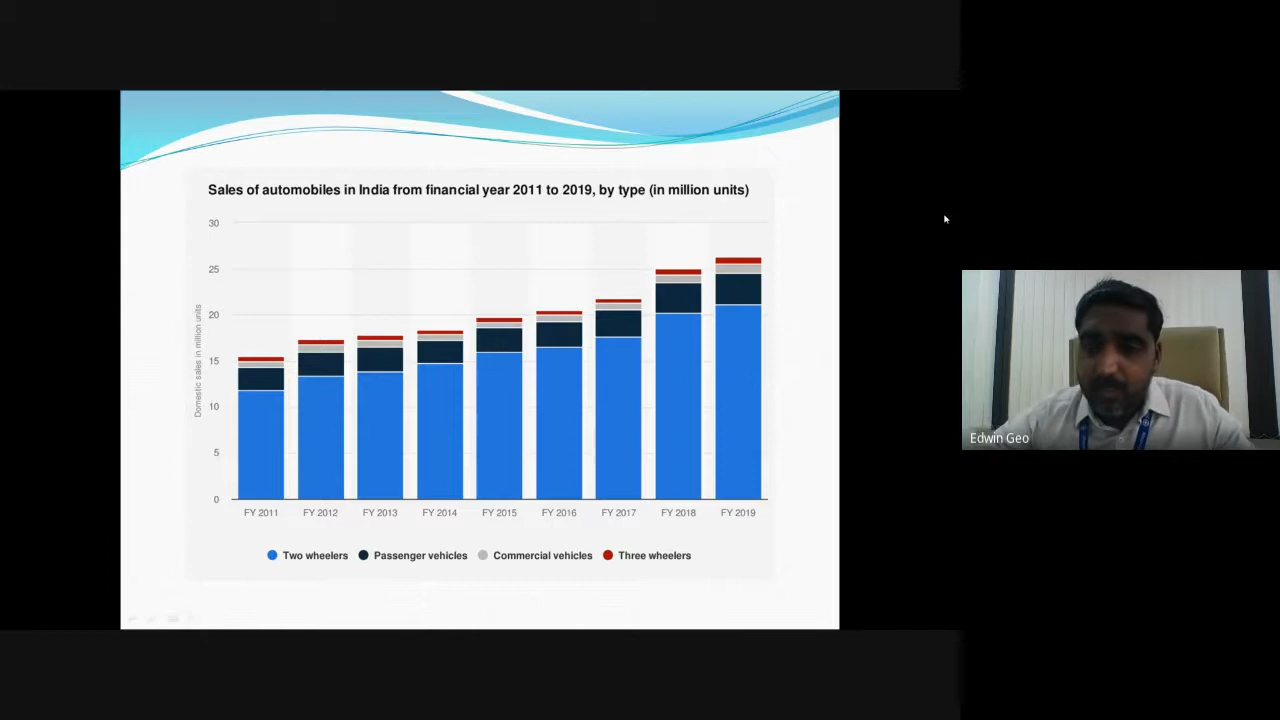 Sales of automobiles in India from financial year 2011 to 2019, by type (in million units)
30
25
20
15
10
5
0
Domestic sales in million units
FY 2011 FY 2012 FY 2013 FY 2014 FY 2015 FY 2016 FY 2017 FY 2018 FY 2019
Two wheelers Passenger vehicles Commercial vehicles Three wheelers
Edwin Geo